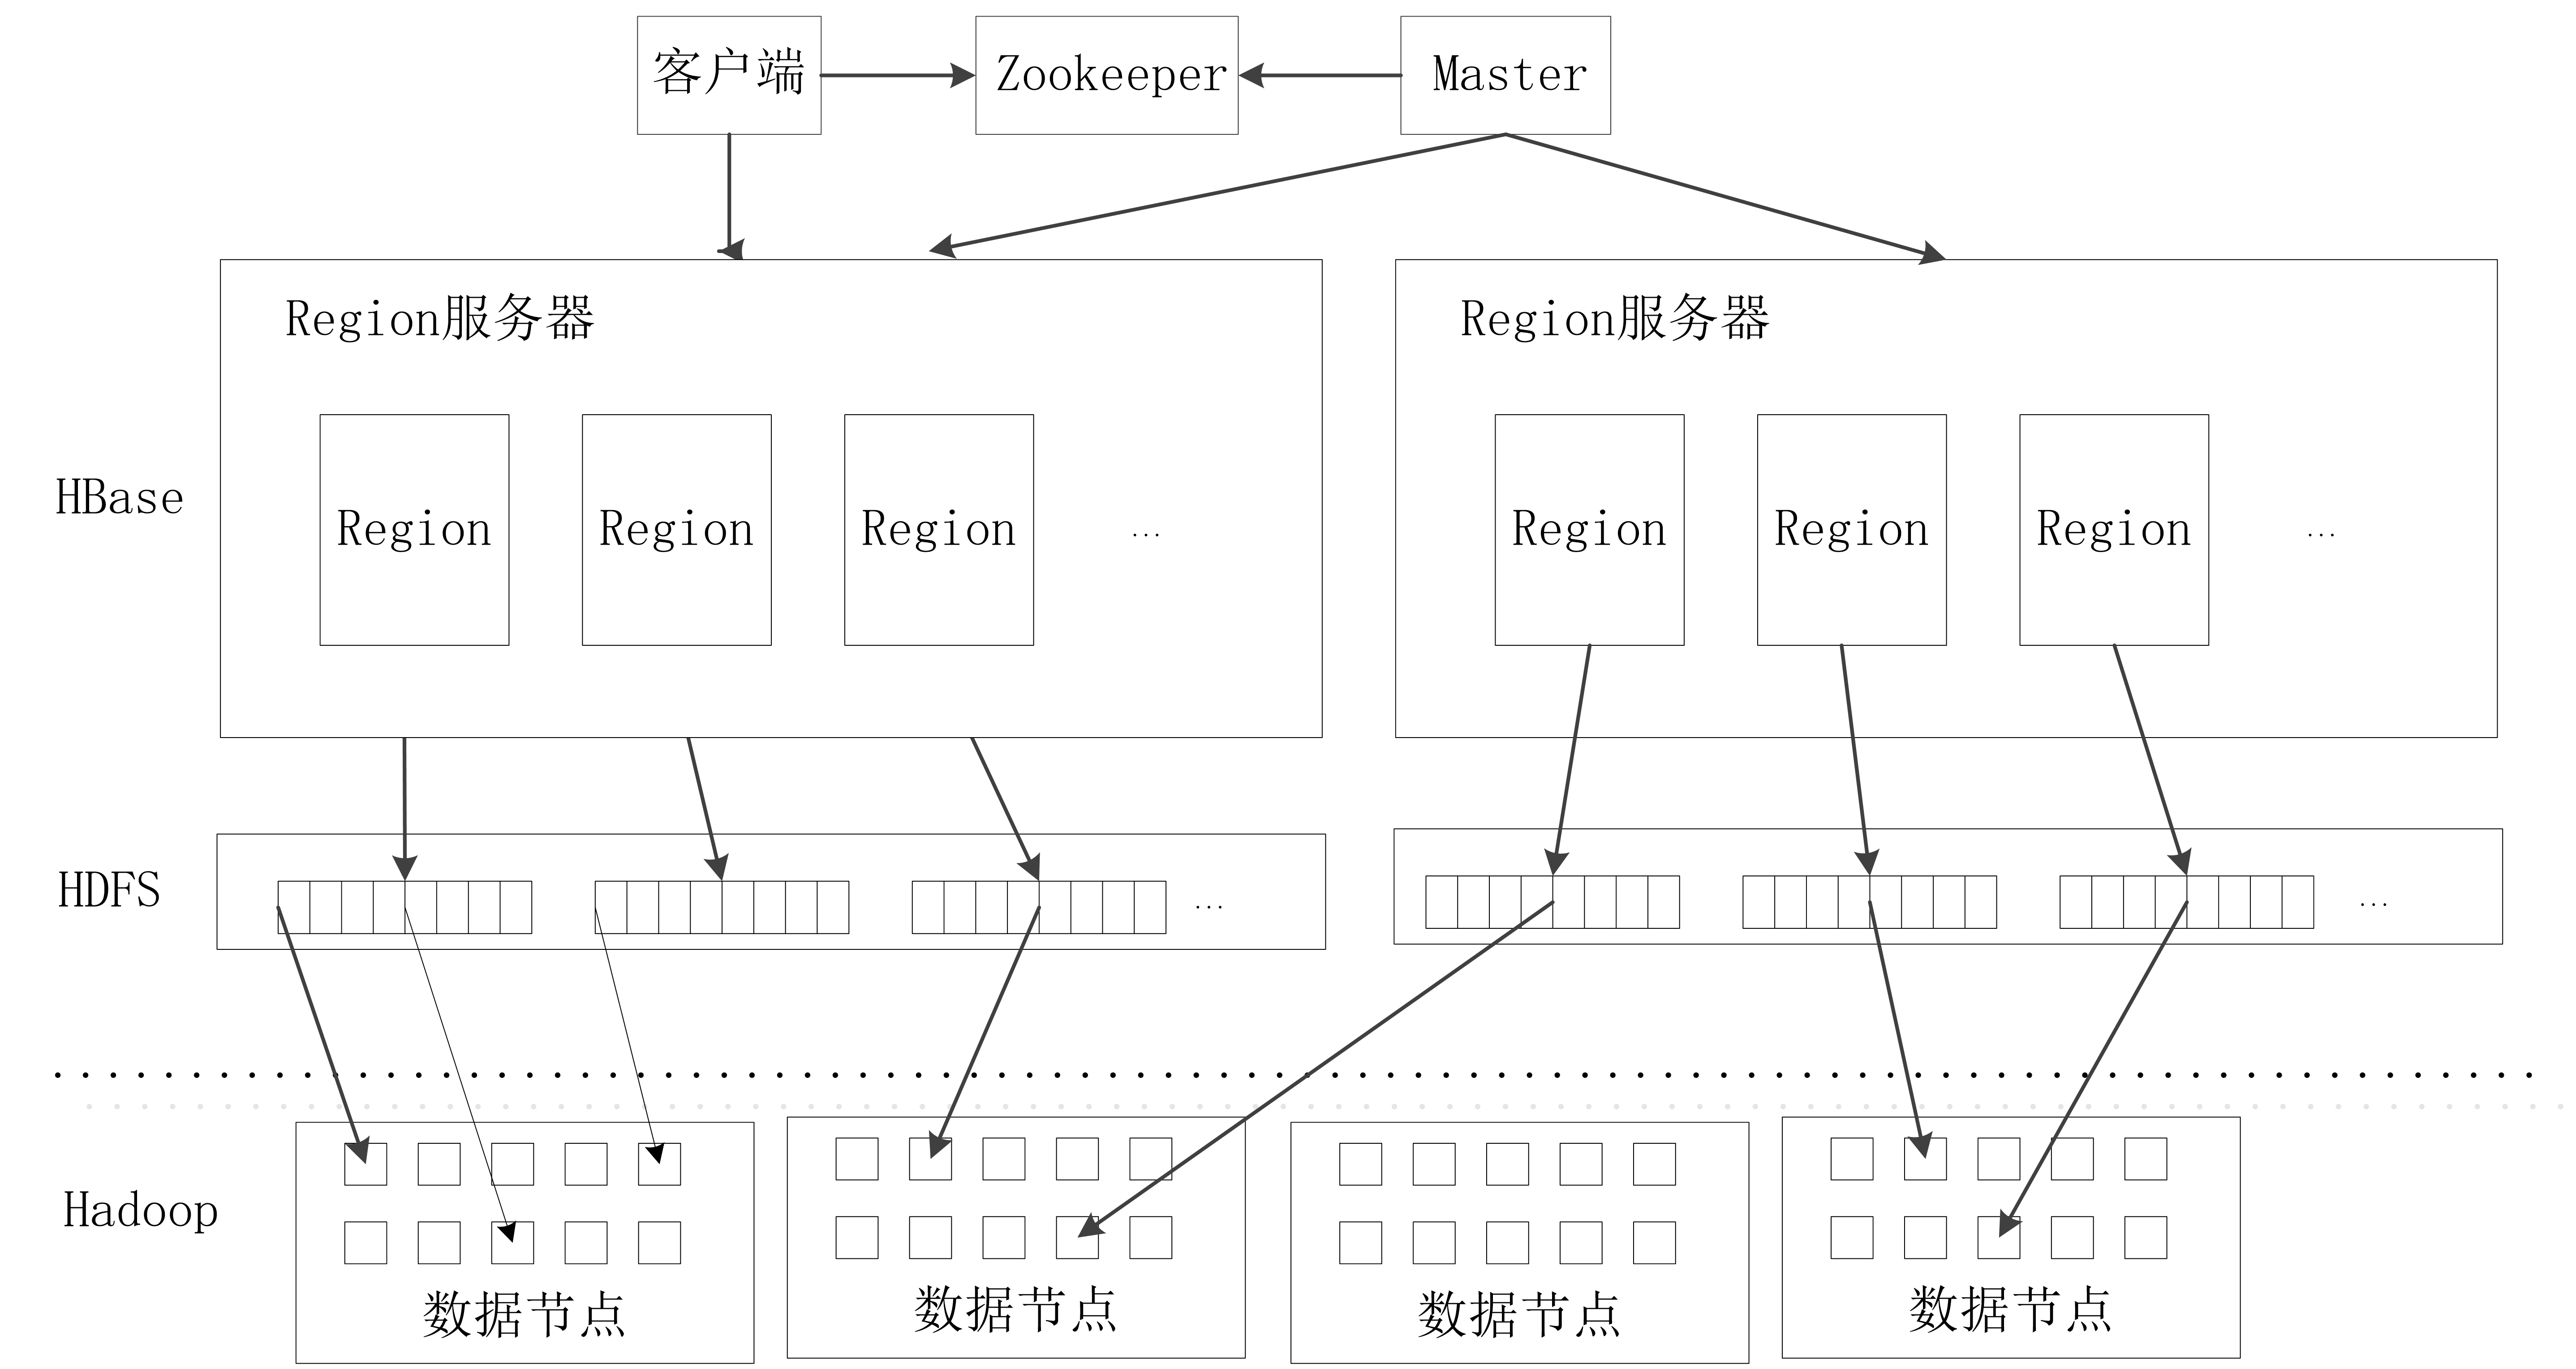 客户端
Zookeeper
Master
Region服务器
Region服务器
HBase
Region
Region
Region
...
Region
Region
Region
...
HDFS
...
...
Hadoop
数据节点
数据节点
数据节点
数据节点